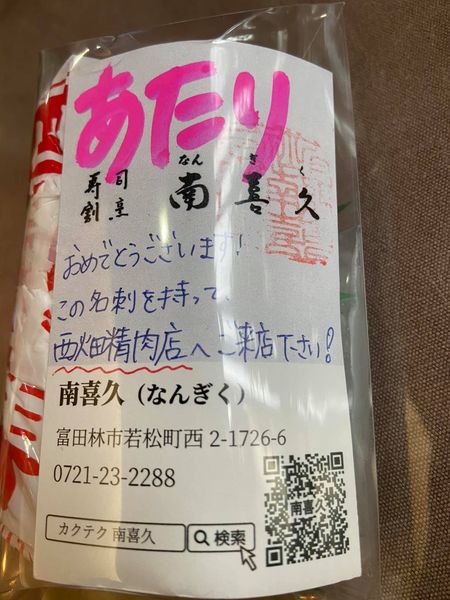 あたり
寿司 割烹 南喜久
なんぎく
おめでとうございます!
この名刺を持って、
西畑精肉店へご来店下さい!
南喜久（なんぎく）
富田林市若松町西 2-1726-6
0721-23-2288
カクテク 南喜久 検索
南喜久